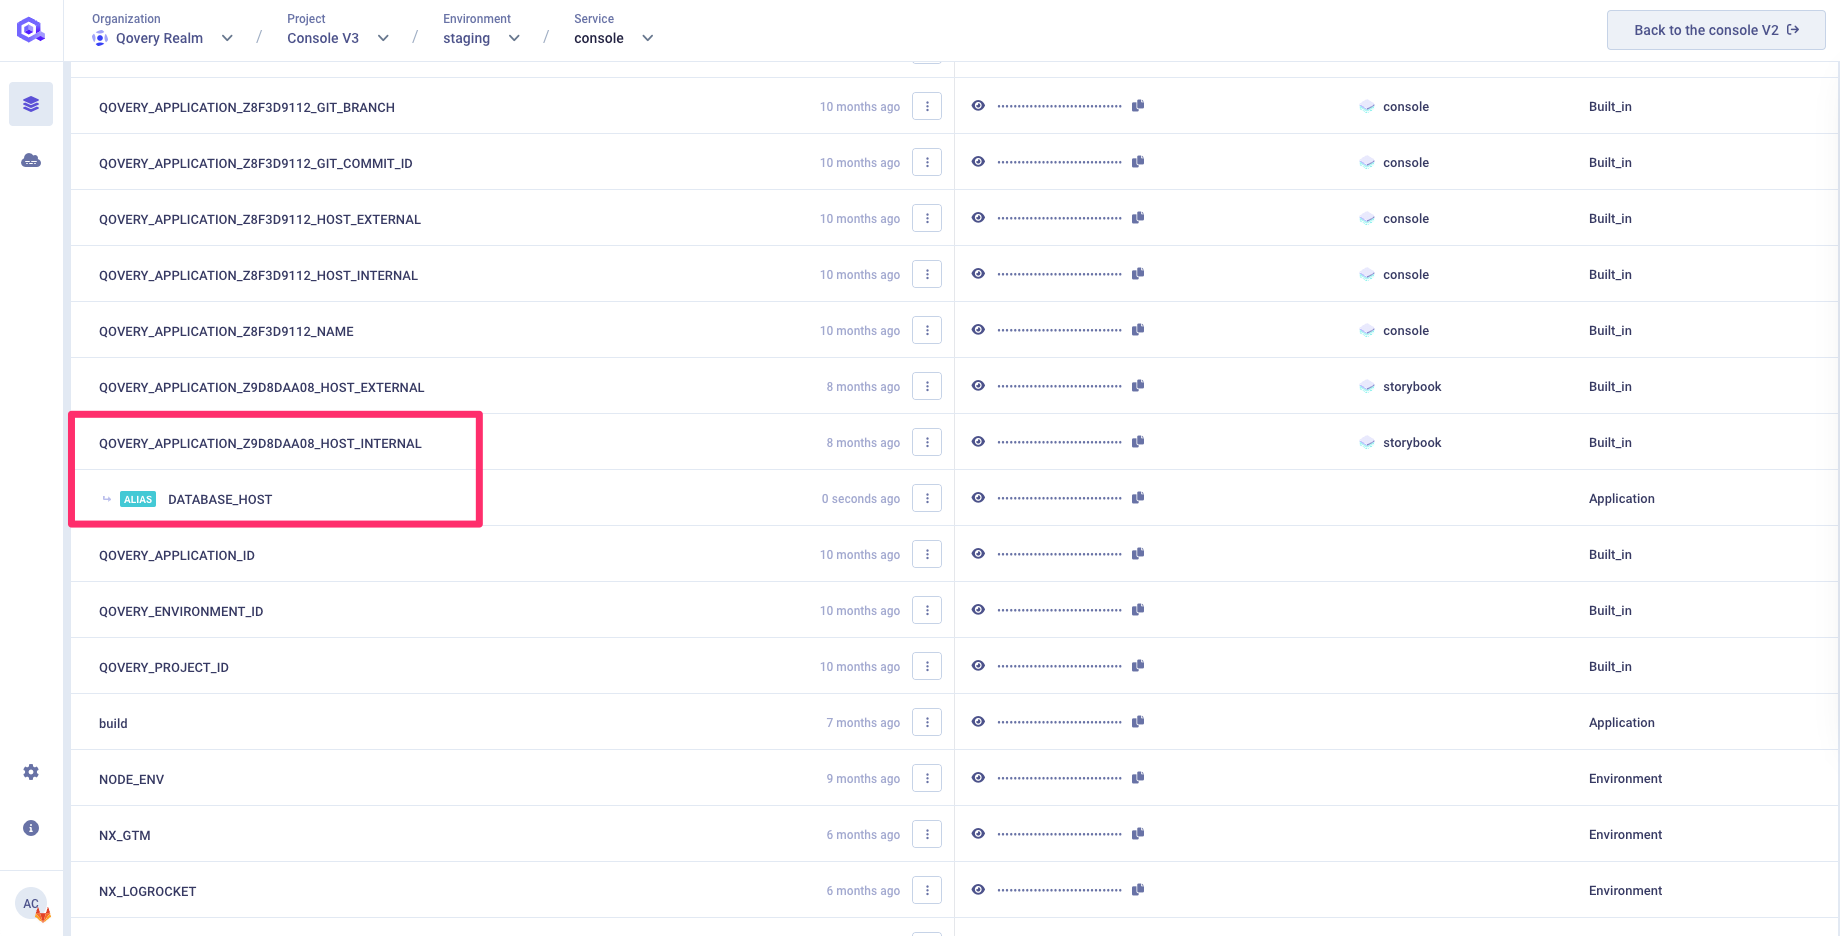 Organization Project Environment Service
Qovery Realm / Console V3 / staging / console
Back to the console V2
QOVERY_APPLICATION_Z8F3D9112_GIT_BRANCH 10 months ago console Built_in
QOVERY_APPLICATION_Z8F3D9112_GIT_COMMIT_ID 10 months ago console Built_in
QOVERY_APPLICATION_Z8F3D9112_HOST_EXTERNAL 10 months ago console Built_in
QOVERY_APPLICATION_Z8F3D9112_HOST_INTERNAL 10 months ago console Built_in
QOVERY_APPLICATION_Z8F3D9112_NAME 10 months ago console Built_in
QOVERY_APPLICATION_Z9D8DAA08_HOST_EXTERNAL 8 months ago storybook Built_in
QOVERY_APPLICATION_Z9D8DAA08_HOST_INTERNAL 8 months ago storybook Built_in
ALIAS DATABASE_HOST 0 seconds ago Application
QOVERY_APPLICATION_ID 10 months ago Built_in
QOVERY_ENVIRONMENT_ID 10 months ago Built_in
QOVERY_PROJECT_ID 10 months ago Built_in
build 7 months ago Application
NODE_ENV 9 months ago Environment
NX_GTM 6 months ago Environment
NX_LOGROCKET 6 months ago Environment
AC